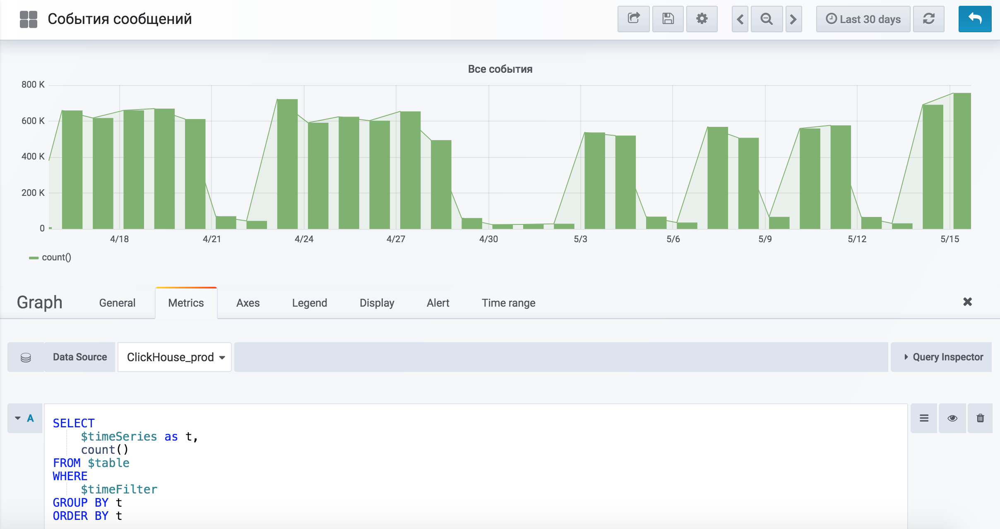 События сообщений
Last 30 days
Все события
800 K
600 K
400 K
200 K
0
4/18 4/21 4/24 4/27 4/30 5/3 5/6 5/9 5/12 5/15
count()
Graph General Metrics Axes Legend Display Alert Time range
Data Source ClickHouse_prod Query Inspector
A
SELECT
$timeSeries as t,
count()
FROM $table
WHERE
$timeFilter
GROUP BY t
ORDER BY t